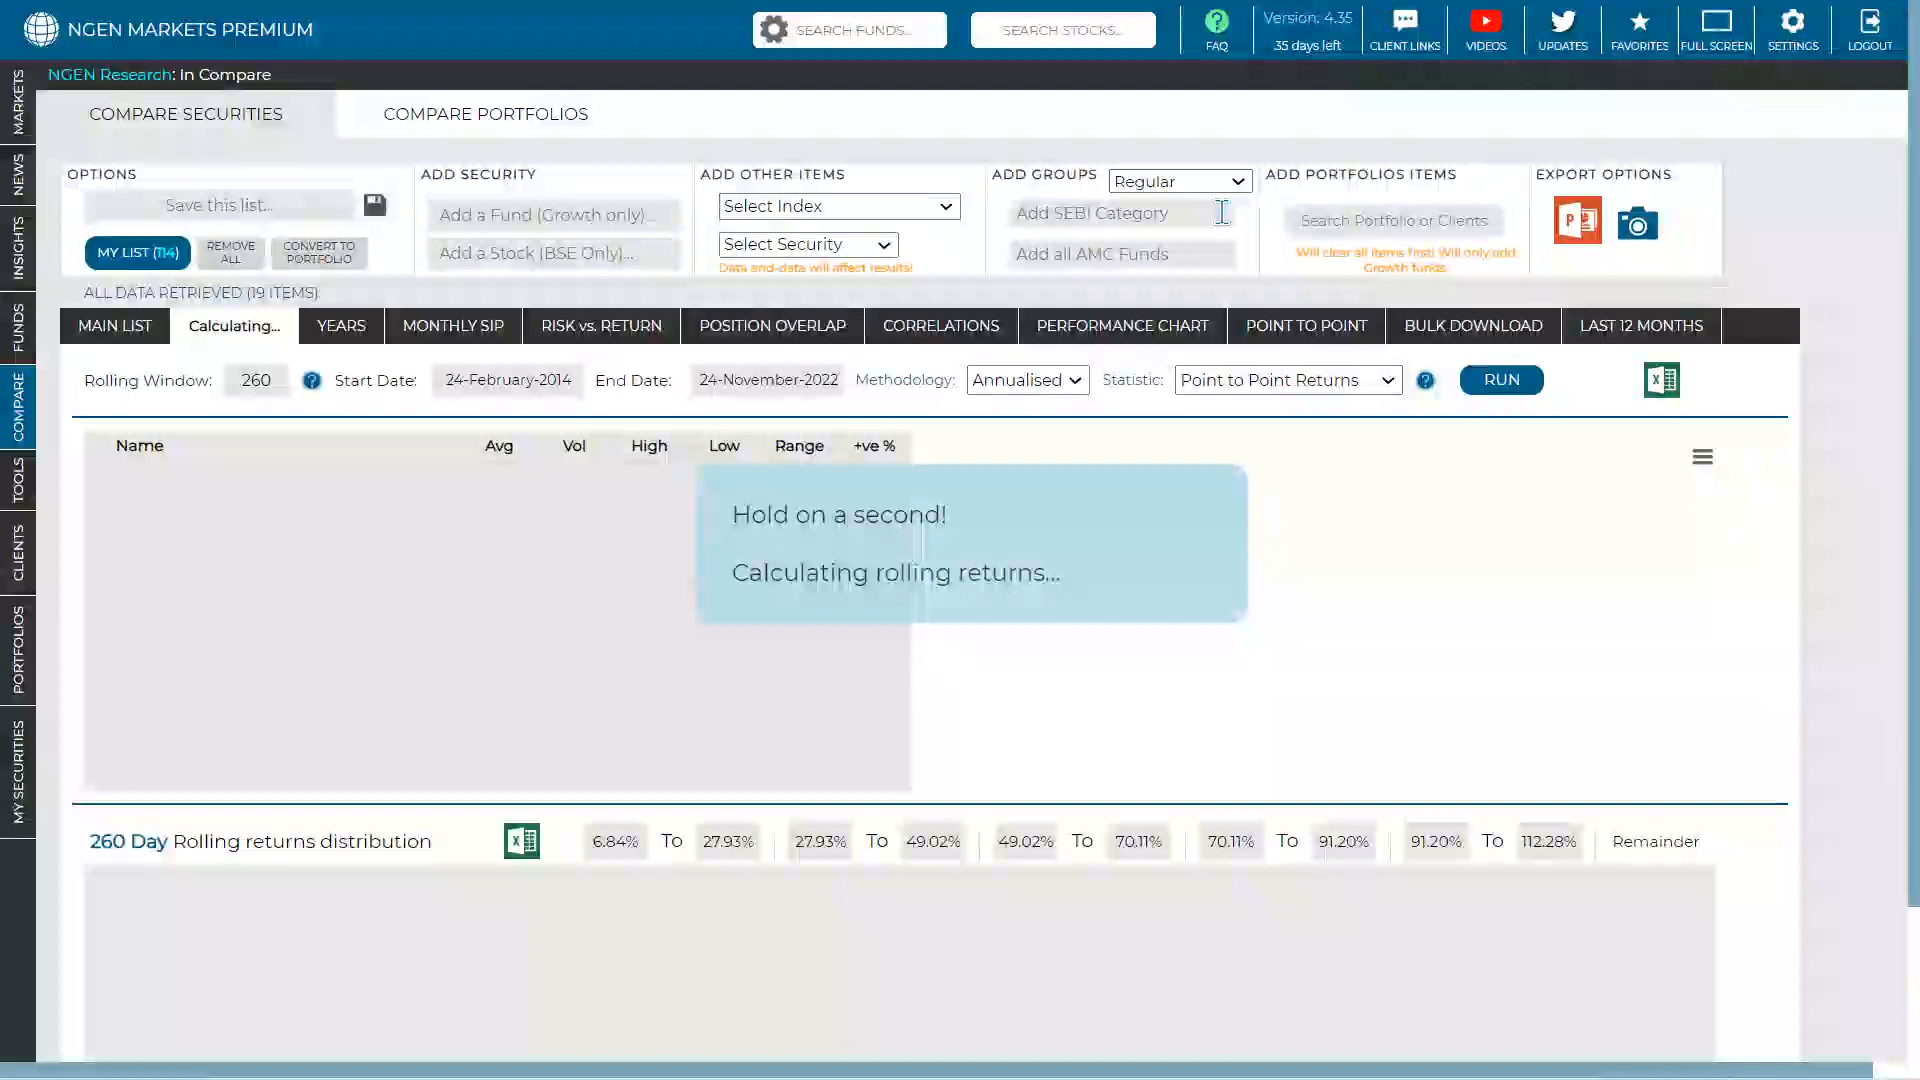 NGEN MARKETS PREMIUM
SEARCH FUNDS...
SEARCH STOCKS...
FAQ
Version: 4.35
35 days left
CLIENT LINKS
VIDEOS
UPDATES
FAVORITES
FULL SCREEN
SETTINGS
LOGOUT
NGEN Research: In Compare
MARKETS
NEWS
INSIGHTS
FUNDS
COMPARE
TOOLS
CLIENTS
PORTFOLIOS
MY SECURITIES
COMPARE SECURITIES
COMPARE PORTFOLIOS
OPTIONS
Save this list...
MY LIST (114)
REMOVE
ALL
CONVERT TO
PORTFOLIO
ADD SECURITY
Add a Fund (Growth only)...
Add a Stock (BSE Only)...
ADD OTHER ITEMS
Select Index
Select Security
Data and-data will affect results!
ADD GROUPS
Regular
Add SEBI Category
Add all AMC Funds
ADD PORTFOLIOS ITEMS
Search Portfolio or Clients
Will clear all items first! Will only add
Growth funds.
EXPORT OPTIONS
P
ALL DATA RETRIEVED (19 ITEMS)
MAIN LIST
Calculating...
YEARS
MONTHLY SIP
RISK vs. RETURN
POSITION OVERLAP
CORRELATIONS
PERFORMANCE CHART
POINT TO POINT
BULK DOWNLOAD
LAST 12 MONTHS
Rolling Window: 260 ? Start Date: 24-February-2014 End Date: 24-November-2022 Methodology: Annualised Statistic: Point to Point Returns ? RUN X
Name Avg Vol High Low Range +ve %
Hold on a second!
Calculating rolling returns...
260 Day Rolling returns distribution X 6.84% To 27.93% 27.93% To 49.02% 49.02% To 70.11% 70.11% To 91.20% 91.20% To 112.28% Remainder